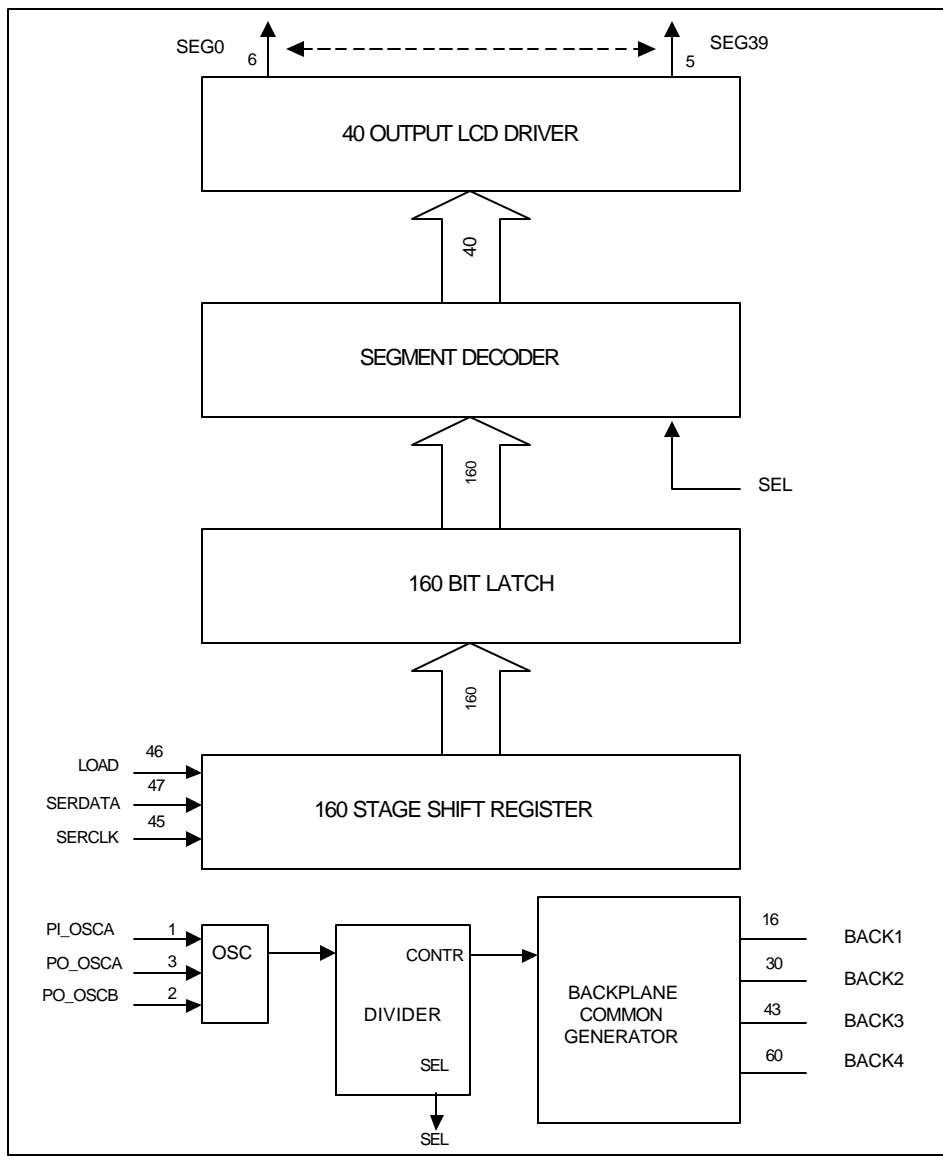 SEG0
SEG39
6
5
40 OUTPUT LCD DRIVER
40
SEGMENT DECODER
160
SEL
160 BIT LATCH
160
LOAD
46
SERDATA
47
SERCLK
45
160 STAGE SHIFT REGISTER
PI_OSCA
1
PO_OSCA
3
PO_OSCB
2
OSC
CONTR
DIVIDER
SEL
SEL
BACKPLANE
COMMON
GENERATOR
16
BACK1
30
BACK2
43
BACK3
60
BACK4